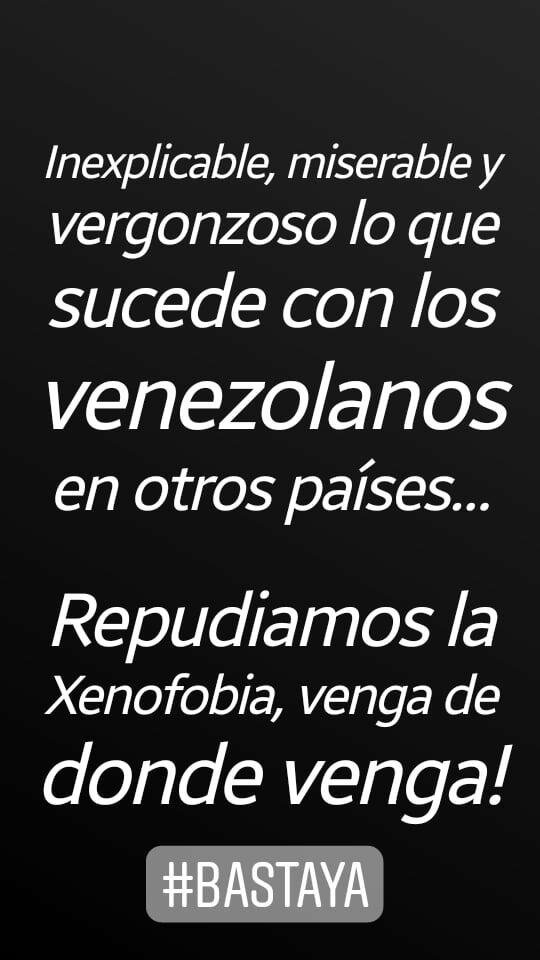 Inexplicable, miserable y
vergonzoso lo que
sucede con los
venezolanos
en otros países...
Repudiamos la
Xenofobia, venga de
donde venga!
#BASTAYA